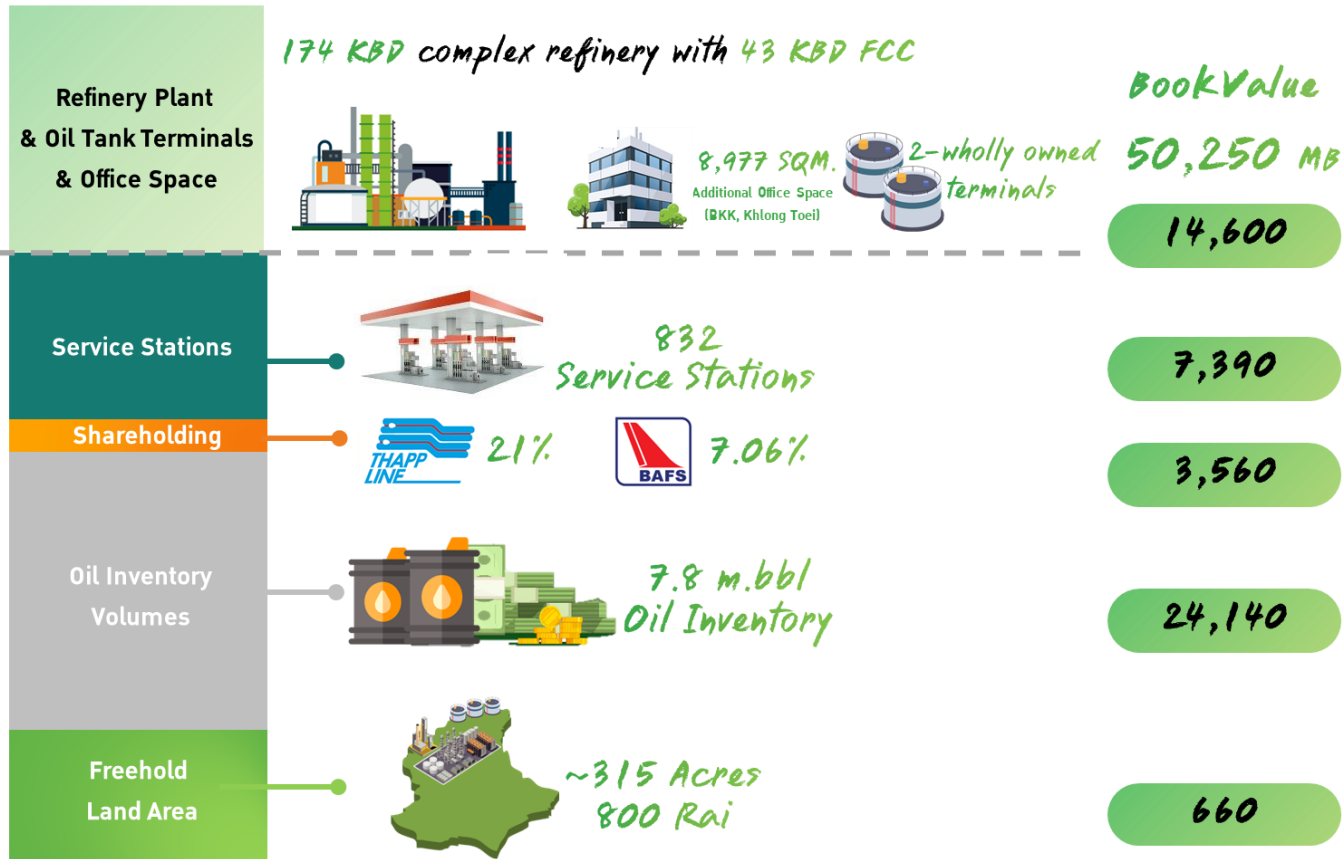 174 KBD complex refinery with 43 KBD FCC
Refinery Plant
& Oil Tank Terminals
& Office Space
8,977 SQM.
Additional Office Space
(BKK, Khlong Toei)
2-wholly owned
terminals
Book Value
50,250 MB
14,600
Service Stations
832
Service Stations
7,390
Shareholding
THAPP
LINE
21%
BAFS
7.06%
3,560
Oil Inventory
Volumes
7.8 m.bbl
Oil Inventory
24,140
Freehold
Land Area
~315 Acres
800 Rai
660